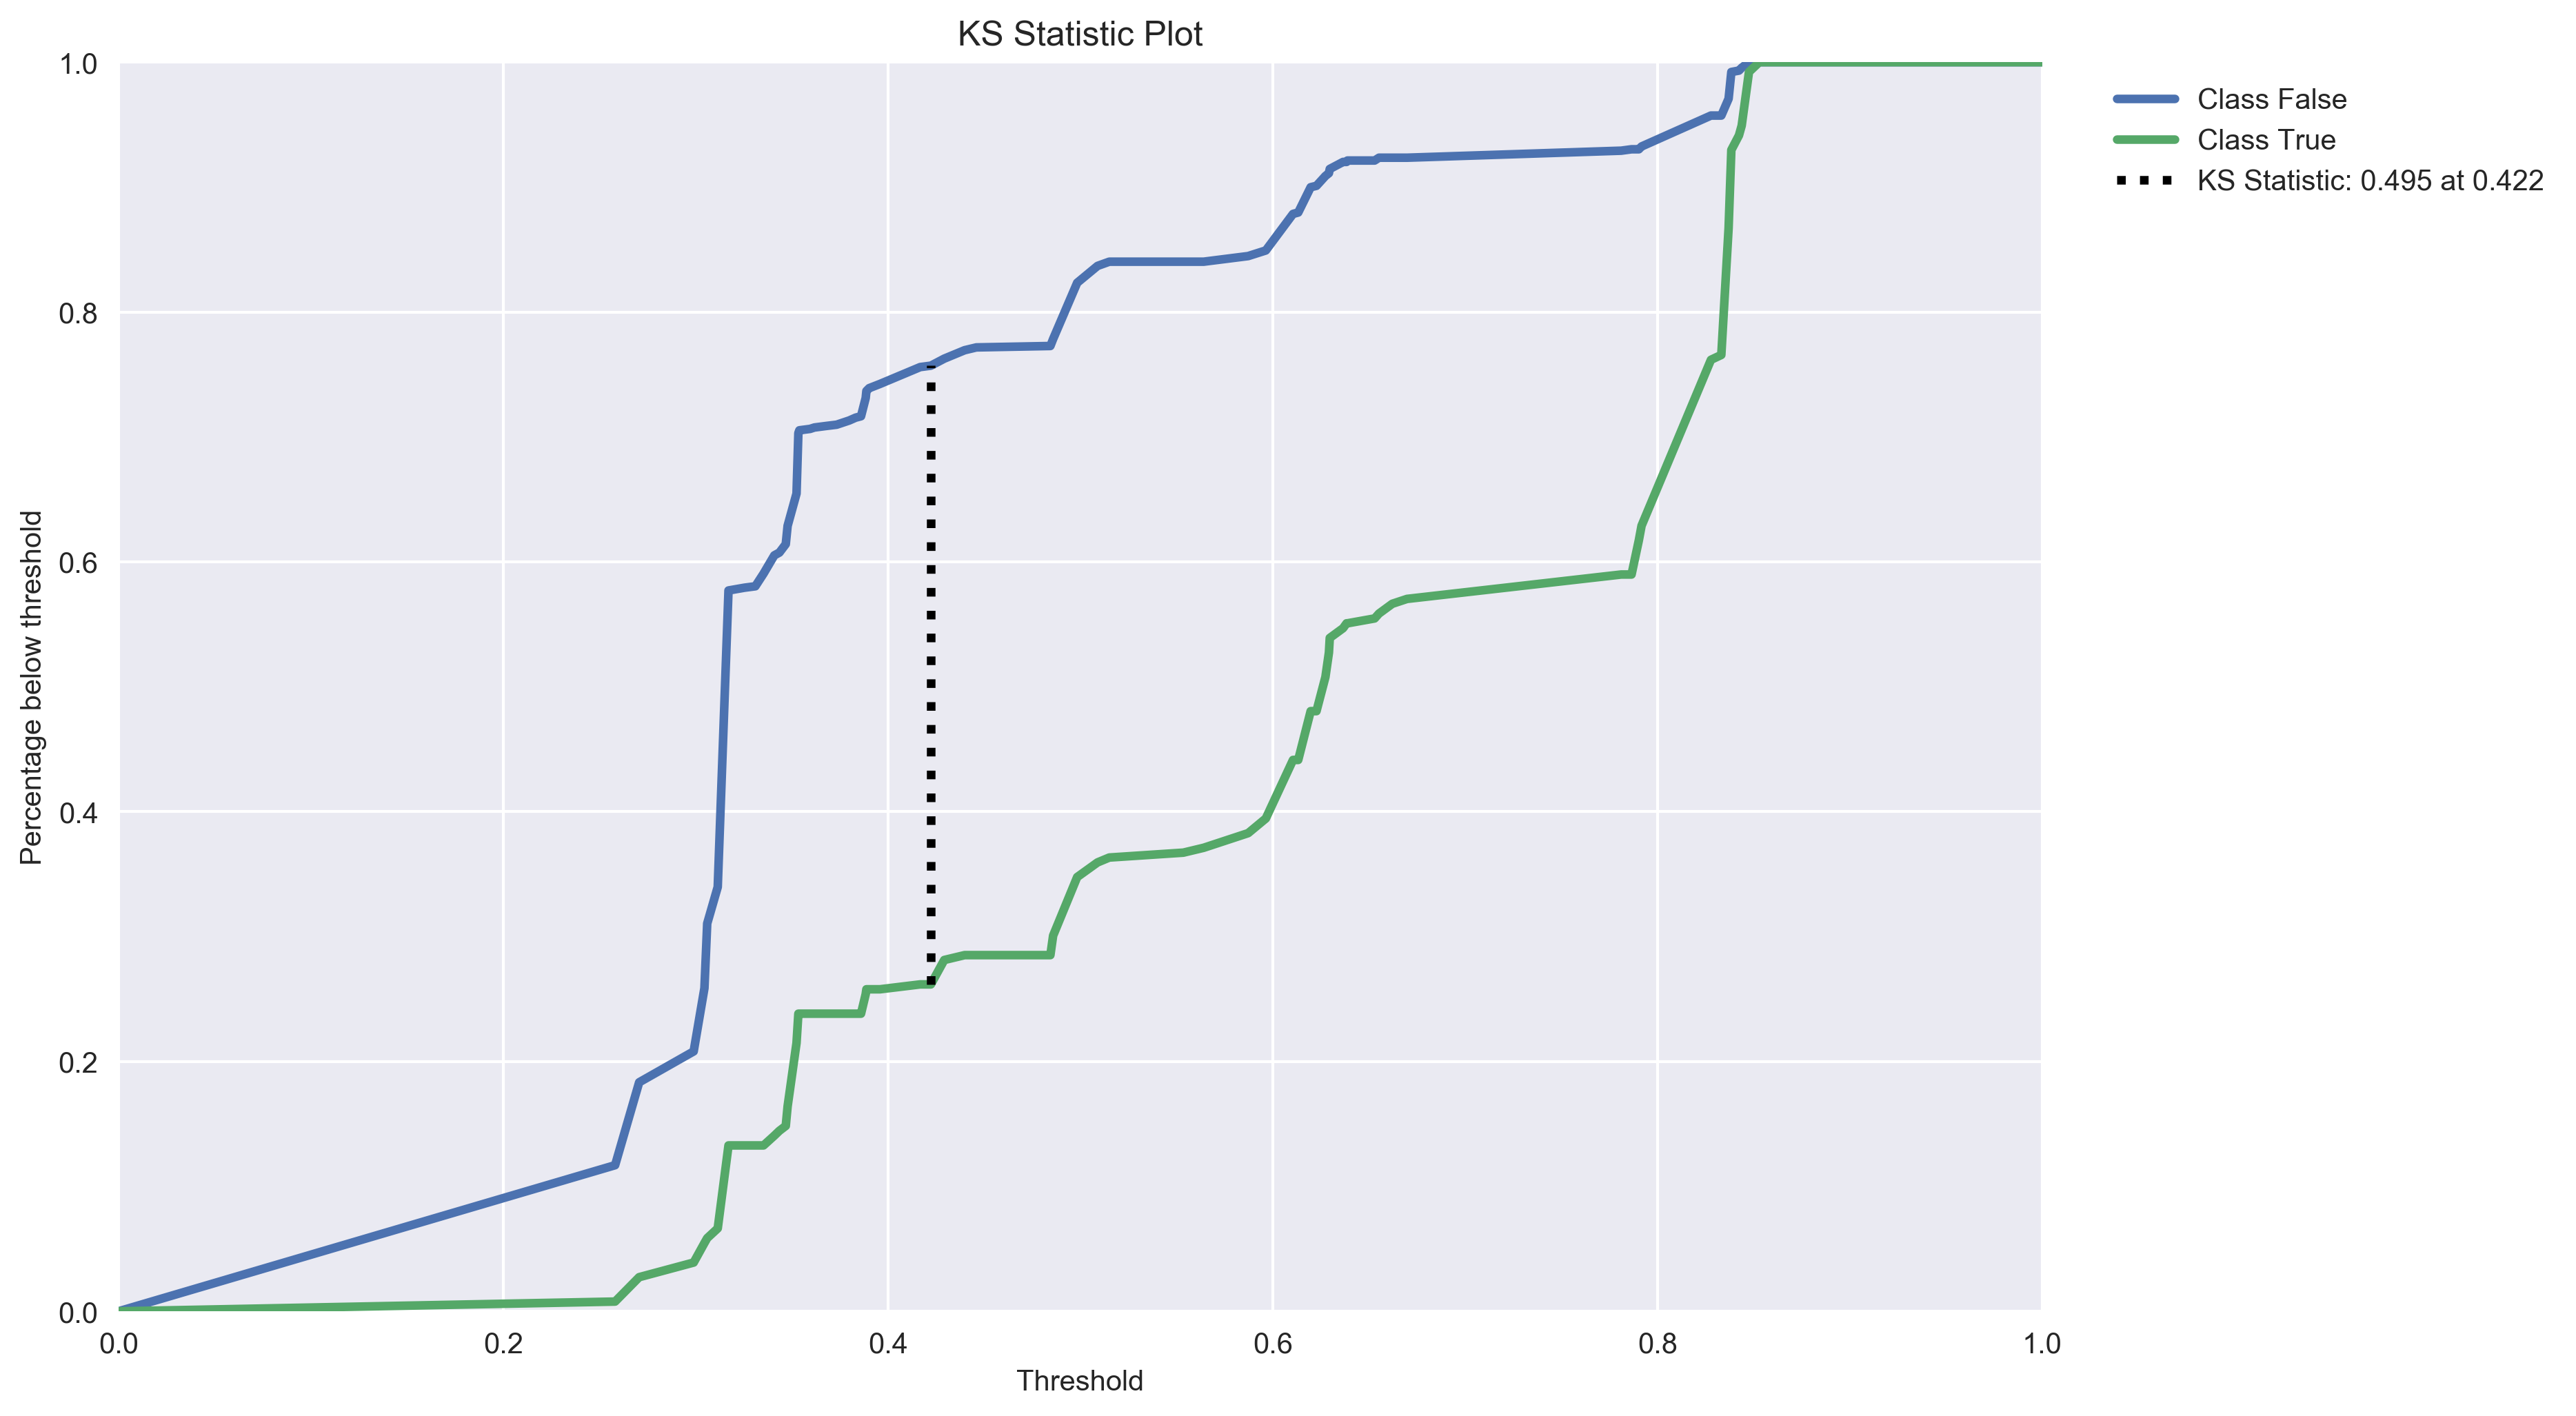 KS Statistic Plot
1.0
0.8
0.6
0.4
0.2
0.0
Percentage below threshold
0.0 0.2 0.4 0.6 0.8 1.0
Threshold
Class False
Class True
KS Statistic: 0.495 at 0.422